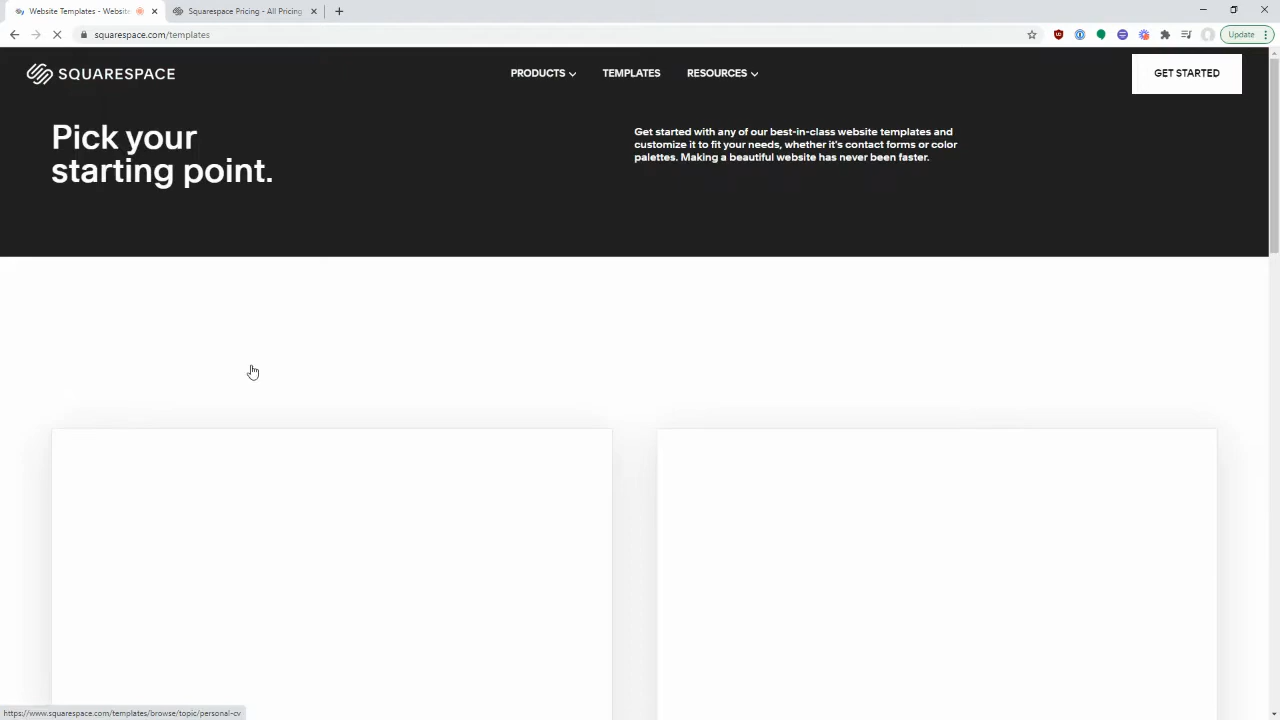 Website Templates - Website
Squarespace Pricing - All Pricing
squarespace.com/templates
Update
SQUARESPACE
PRODUCTS
TEMPLATES
RESOURCES
GET STARTED
Pick your
starting point.
Get started with any of our best-in-class website templates and
customize it to fit your needs, whether it's contact forms or color
palettes. Making a beautiful website has never been faster.
https://www.squarespace.com/templates/browse/topic/personal-cv